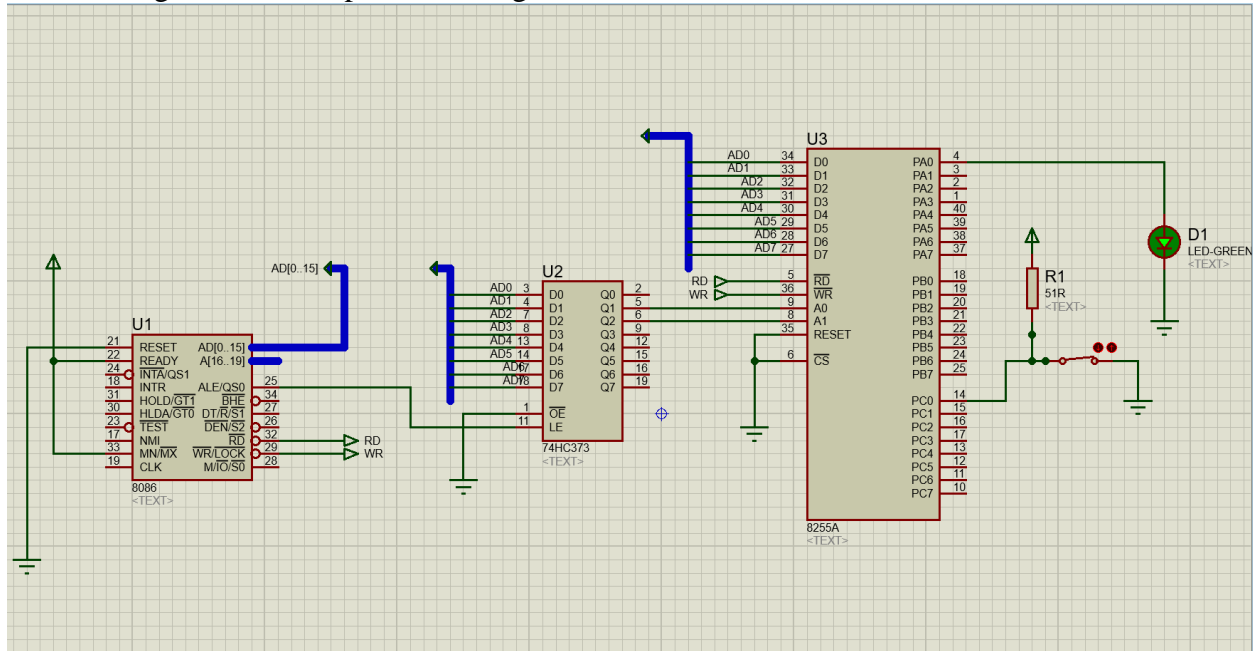 U1
21 RESET AD[0..15]
22 READY A[16..19]
24 INTA/QS1
18 INTR ALE/QS0 25
31 HOLD/GT1 BHE 34
30 HLDA/GT0 DT/R/S1 27
23 TEST DEN/S2 26
17 NMI RD 32 RD
33 MN/MX WR/LOCK 29 WR
19 CLK M/IO/S0 28
8086
<TEXT>
AD[0..15]
U2
AD0 3 D0 Q0 2
AD1 4 D1 Q1 5
AD2 7 D2 Q2 6
AD3 8 D3 Q3 9
AD4 13 D4 Q4 12
AD5 14 D5 Q5 15
AD6 17 D6 Q6 16
AD7 18 D7 Q7 19
1 OE
11 LE
74HC373
<TEXT>
U3
AD0 34 D0 PA0 4
AD1 33 D1 PA1 3
AD2 32 D2 PA2 2
AD3 31 D3 PA3 1
AD4 30 D4 PA4 40
AD5 29 D5 PA5 39
AD6 28 D6 PA6 38
AD7 27 D7 PA7 37
RD 5 RD PB0 18
WR 36 WR PB1 19
9 A0 PB2 20
8 A1 PB3 21
35 RESET PB4 22
PB5 23
6 CS PB6 24
PB7 25
PC0 14
PC1 15
PC2 16
PC3 17
PC4 13
PC5 12
PC6 11
PC7 10
8255A
<TEXT>
D1
LED-GREEN
<TEXT>
R1
51R
<TEXT>